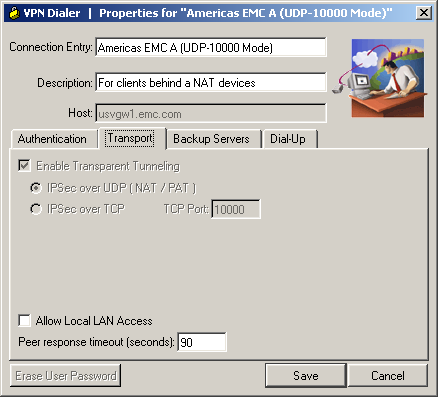 VPN Dialer | Properties for "Americas EMC A (UDP-10000 Mode)"
Connection Entry: Americas EMC A (UDP-10000 Mode)
Description: For clients behind a NAT devices
Host: usvgw1.emc.com
Authentication Transport Backup Servers Dial-Up
Enable Transparent Tunneling
IPSec over UDP ( NAT / PAT )
IPSec over TCP TCP Port: 10000
Allow Local LAN Access
Peer response timeout (seconds): 90
Erase User Password Save Cancel